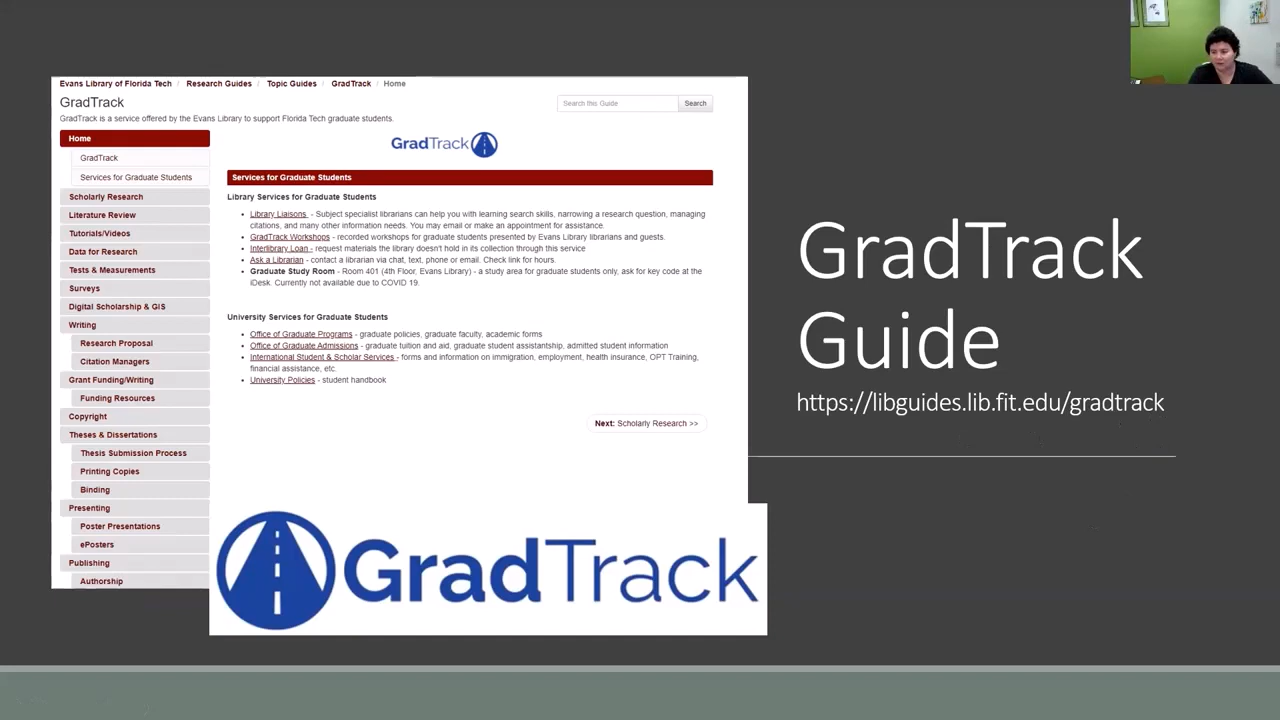 Evans Library of Florida Tech / Research Guides / Topic Guides / GradTrack / Home
GradTrack
Search this Guide
Search
GradTrack is a service offered by the Evans Library to support Florida Tech graduate students.
Home
GradTrack
Services for Graduate Students
Scholarly Research
Literature Review
Tutorials/Videos
Data for Research
Tests & Measurements
Surveys
Digital Scholarship & GIS
Writing
Research Proposal
Citation Managers
Grant Funding/Writing
Funding Resources
Copyright
Theses & Dissertations
Thesis Submission Process
Printing Copies
Binding
Presenting
Poster Presentations
ePosters
Publishing
Authorship
GradTrack
Services for Graduate Students
Library Services for Graduate Students
• Library Liaisons - Subject specialist librarians can help you with learning search skills, narrowing a research question, managing
citations, and many other information needs. You may email or make an appointment for assistance.
• GradTrack Workshops - recorded workshops for graduate students presented by Evans Library librarians and guests.
• Interlibrary Loan - request materials the library doesn't hold in its collection through this service
• Ask a Librarian - contact a librarian via chat, text, phone or email. Check link for hours.
• Graduate Study Room - Room 401 (4th Floor, Evans Library) - a study area for graduate students only, ask for key code at the
iDesk. Currently not available due to COVID 19.
University Services for Graduate Students
• Office of Graduate Programs - graduate policies, graduate faculty, academic forms
• Office of Graduate Admissions - graduate tuition and aid, graduate student assistantship, admitted student information
• International Student & Scholar Services - forms and information on immigration, employment, health insurance, OPT Training,
financial assistance, etc.
• University Policies - student handbook
Next: Scholarly Research >>
GradTrack
GradTrack
Guide
https://libguides.lib.fit.edu/gradtrack